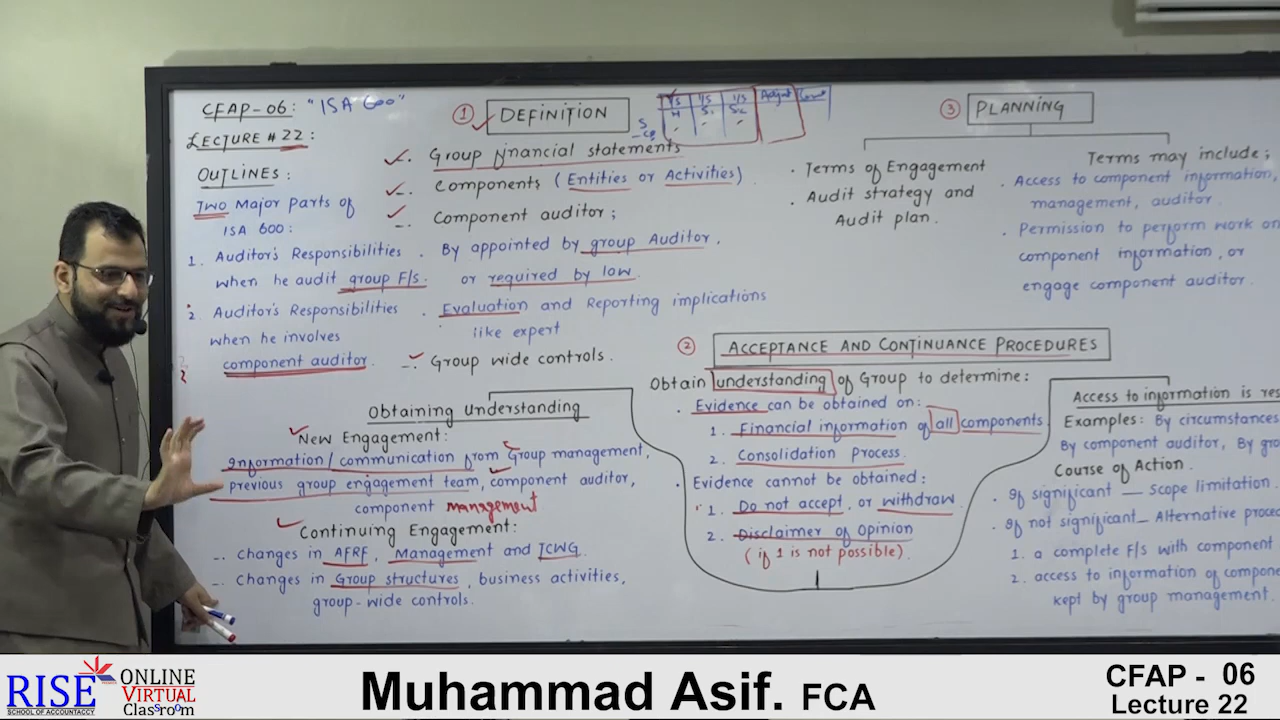 CFAP-06: "ISA 600"
LECTURE # 22:
OUTLINES:
TWO Major parts of
ISA 600:
1. Auditor's Responsibilities
when he audit group F/s.
2. Auditor's Responsibilities
when he involves
component auditor.
① DEFINITION
Group financial statements
Components (Entities or Activities)
Component auditor;
. By appointed by group Auditor,
or required by law.
. Evaluation and Reporting implications
like expert
Group wide controls.
Obtaining Understanding
New Engagement:
Information/communication from Group management,
previous group engagement team, component auditor,
component management
Continuing Engagement:
changes in AFRF, Management and TCWG.
changes in Group structures, business activities,
group-wide controls.
② ACCEPTANCE AND CONTINUANCE PROCEDURES
Obtain understanding of Group to determine:
. Evidence can be obtained on:
1. Financial information of all components
2. Consolidation Process.
. Evidence cannot be obtained:
1. Do not accept, or withdraw
2. Disclaimer of Opinion
(if 1 is not possible).
③ PLANNING
. Terms of Engagement
. Audit strategy and
Audit plan.
Terms may include;
. Access to component information,
management, auditor.
. Permission to perform work on
component information, or
engage component auditor.
Access to information is res
Examples: By circumstances
By component auditor, By gro
Course of Action.
. If significant — Scope limitation.
. If not significant — Alternative proced
1. a complete F/s with component
2. access to information of compone
kept by group management.
RISE
SCHOOL OF ACCOUNTANCY
ONLINE
VIRTUAL
Classroom
Muhammad Asif. FCA
CFAP - 06
Lecture 22